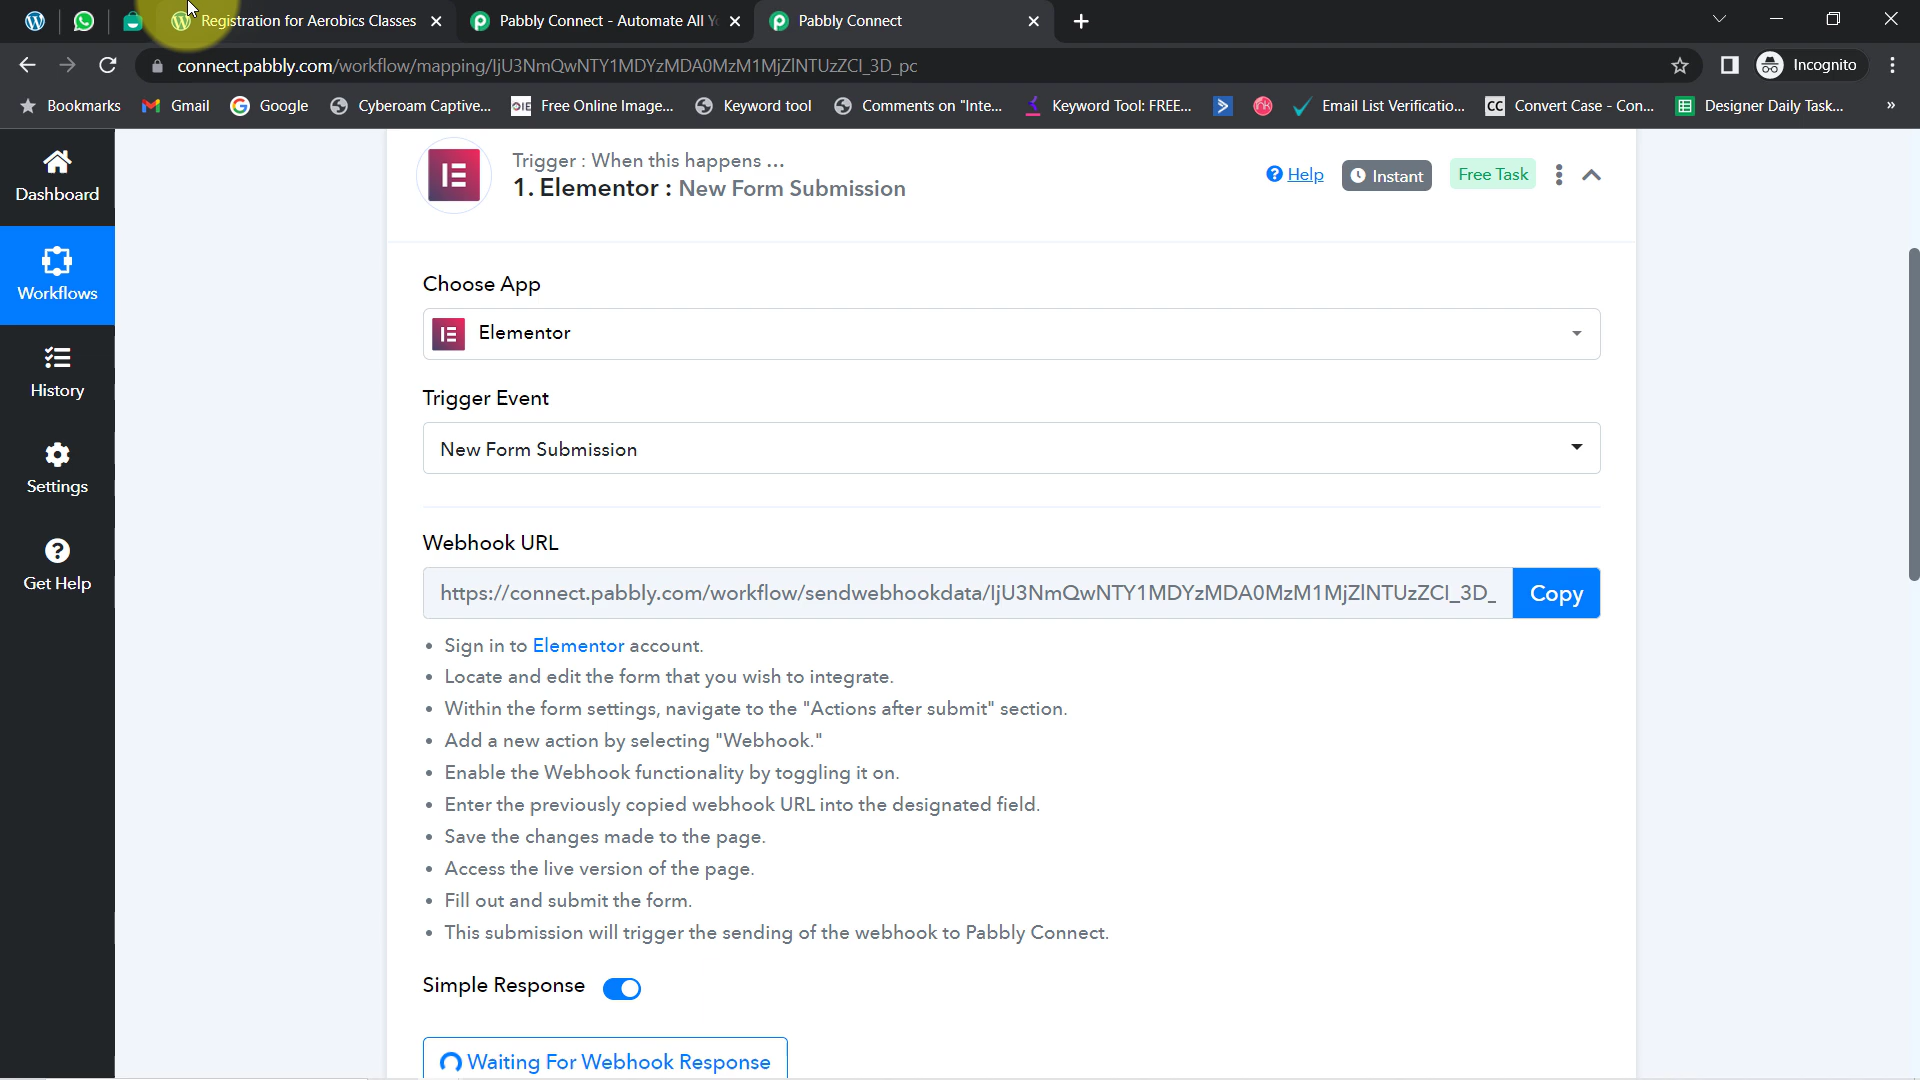 Registration for Aerobics Classes
Pabbly Connect - Automate All Y
Pabbly Connect
connect.pabbly.com/workflow/mapping/IjU3NmQwNTY1MDYzMDA0MzM1MjZlNTUzZCI_3D_pc
Incognito
Bookmarks
Gmail
Google
Cyberoam Captive...
OIE Free Online Image...
Keyword tool
Comments on "Inte...
Keyword Tool: FREE...
Email List Verificatio...
CC Convert Case - Con...
Designer Daily Task...
»
Dashboard
Workflows
History
Settings
Get Help
Trigger : When this happens ...
1. Elementor : New Form Submission
Help
Instant
Free Task
Choose App
Elementor
Trigger Event
New Form Submission
Webhook URL
https://connect.pabbly.com/workflow/sendwebhookdata/IjU3NmQwNTY1MDYzMDA0MzM1MjZlNTUzZCI_3D_
Copy
• Sign in to Elementor account.
• Locate and edit the form that you wish to integrate.
• Within the form settings, navigate to the "Actions after submit" section.
• Add a new action by selecting "Webhook."
• Enable the Webhook functionality by toggling it on.
• Enter the previously copied webhook URL into the designated field.
• Save the changes made to the page.
• Access the live version of the page.
• Fill out and submit the form.
• This submission will trigger the sending of the webhook to Pabbly Connect.
Simple Response
Waiting For Webhook Response